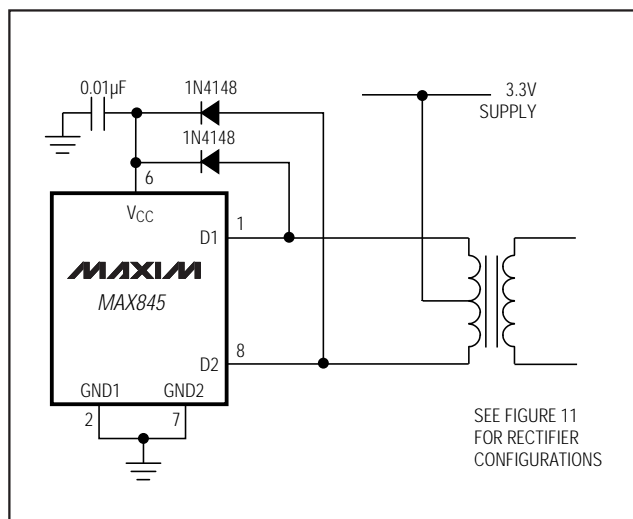 0.01µF
1N4148
3.3V
SUPPLY
1N4148
6
VCC
1
D1
MAXIM
MAX845
D2
8
GND1
GND2
2
7
SEE FIGURE 11
FOR RECTIFIER
CONFIGURATIONS